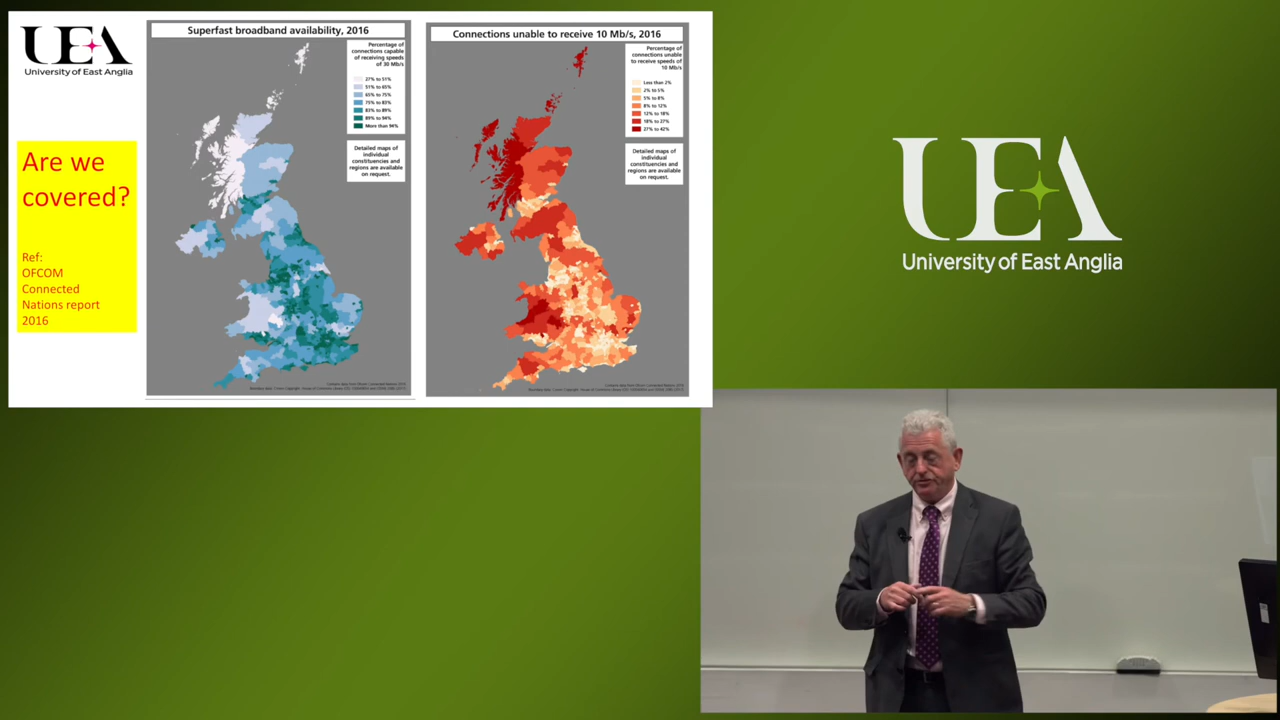 UEA
University of East Anglia
Are we
covered?
Ref:
OFCOM
Connected
Nations report
2016
Superfast broadband availability, 2016
Percentage of
connections capable
of receiving speeds
of 30 Mb/s
27% to 51%
51% to 65%
65% to 75%
75% to 83%
83% to 89%
89% to 94%
More than 94%
Detailed maps of
individual
constituencies and
regions are available
on request.
Connections unable to receive 10 Mb/s, 2016
Percentage of
connections unable
to receive speeds of
10 Mb/s
Less than 2%
2% to 5%
5% to 8%
8% to 12%
12% to 18%
18% to 27%
27% to 42%
Detailed maps of
individual
constituencies and
regions are available
on request.
UEA
University of East Anglia